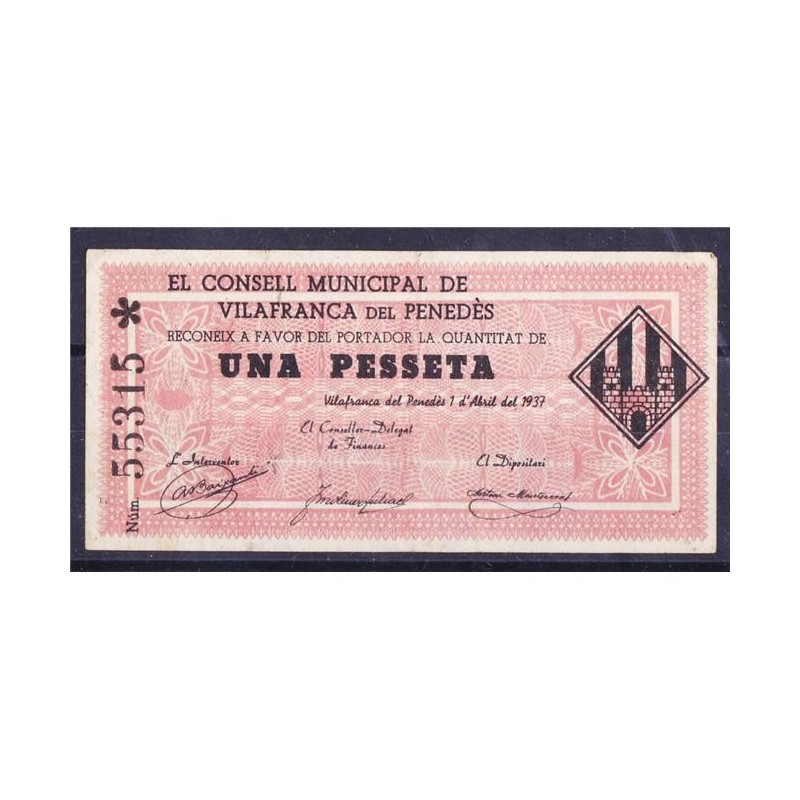 EL CONSELL MUNICIPAL DE
VILAFRANCA DEL PENEDÈS
RECONEIX A FAVOR DEL PORTADOR LA QUANTITAT DE
UNA PESSETA
Vilafranca del Penedès 1 d'Abril del 1937
El Conseller-Delegat
de Finances
L'Interventor
El Dipositari
Núm. 55315 *